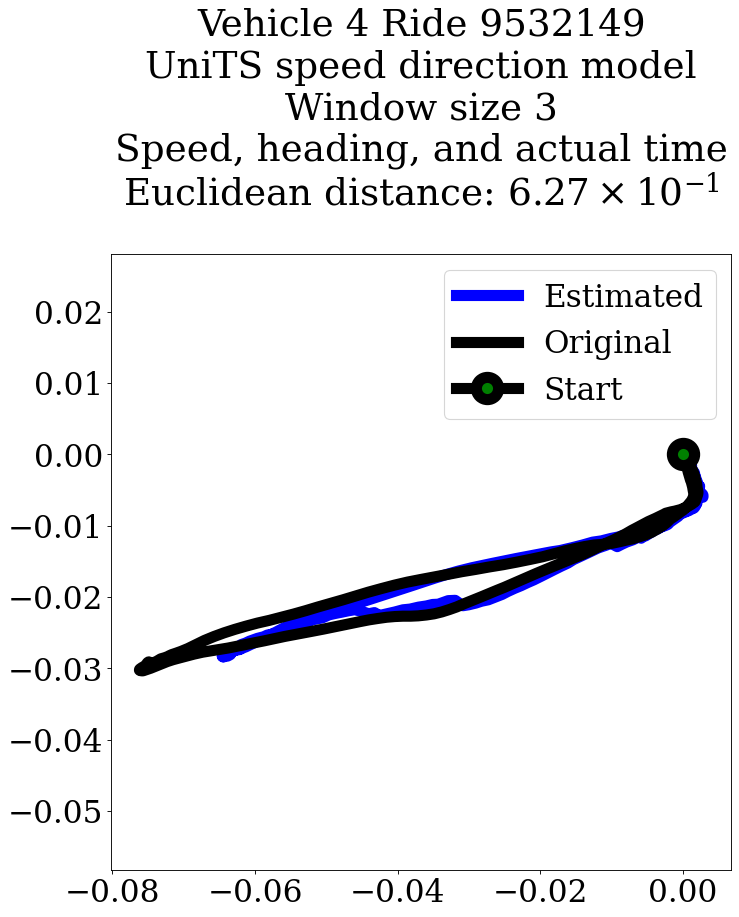 Vehicle 4 Ride 9532149
UniTS speed direction model
Window size 3
Speed, heading, and actual time
Euclidean distance: 6.27 × 10⁻¹
Estimated
Original
Start
0.02
0.01
0.00
−0.01
−0.02
−0.03
−0.04
−0.05
−0.08 −0.06 −0.04 −0.02 0.00